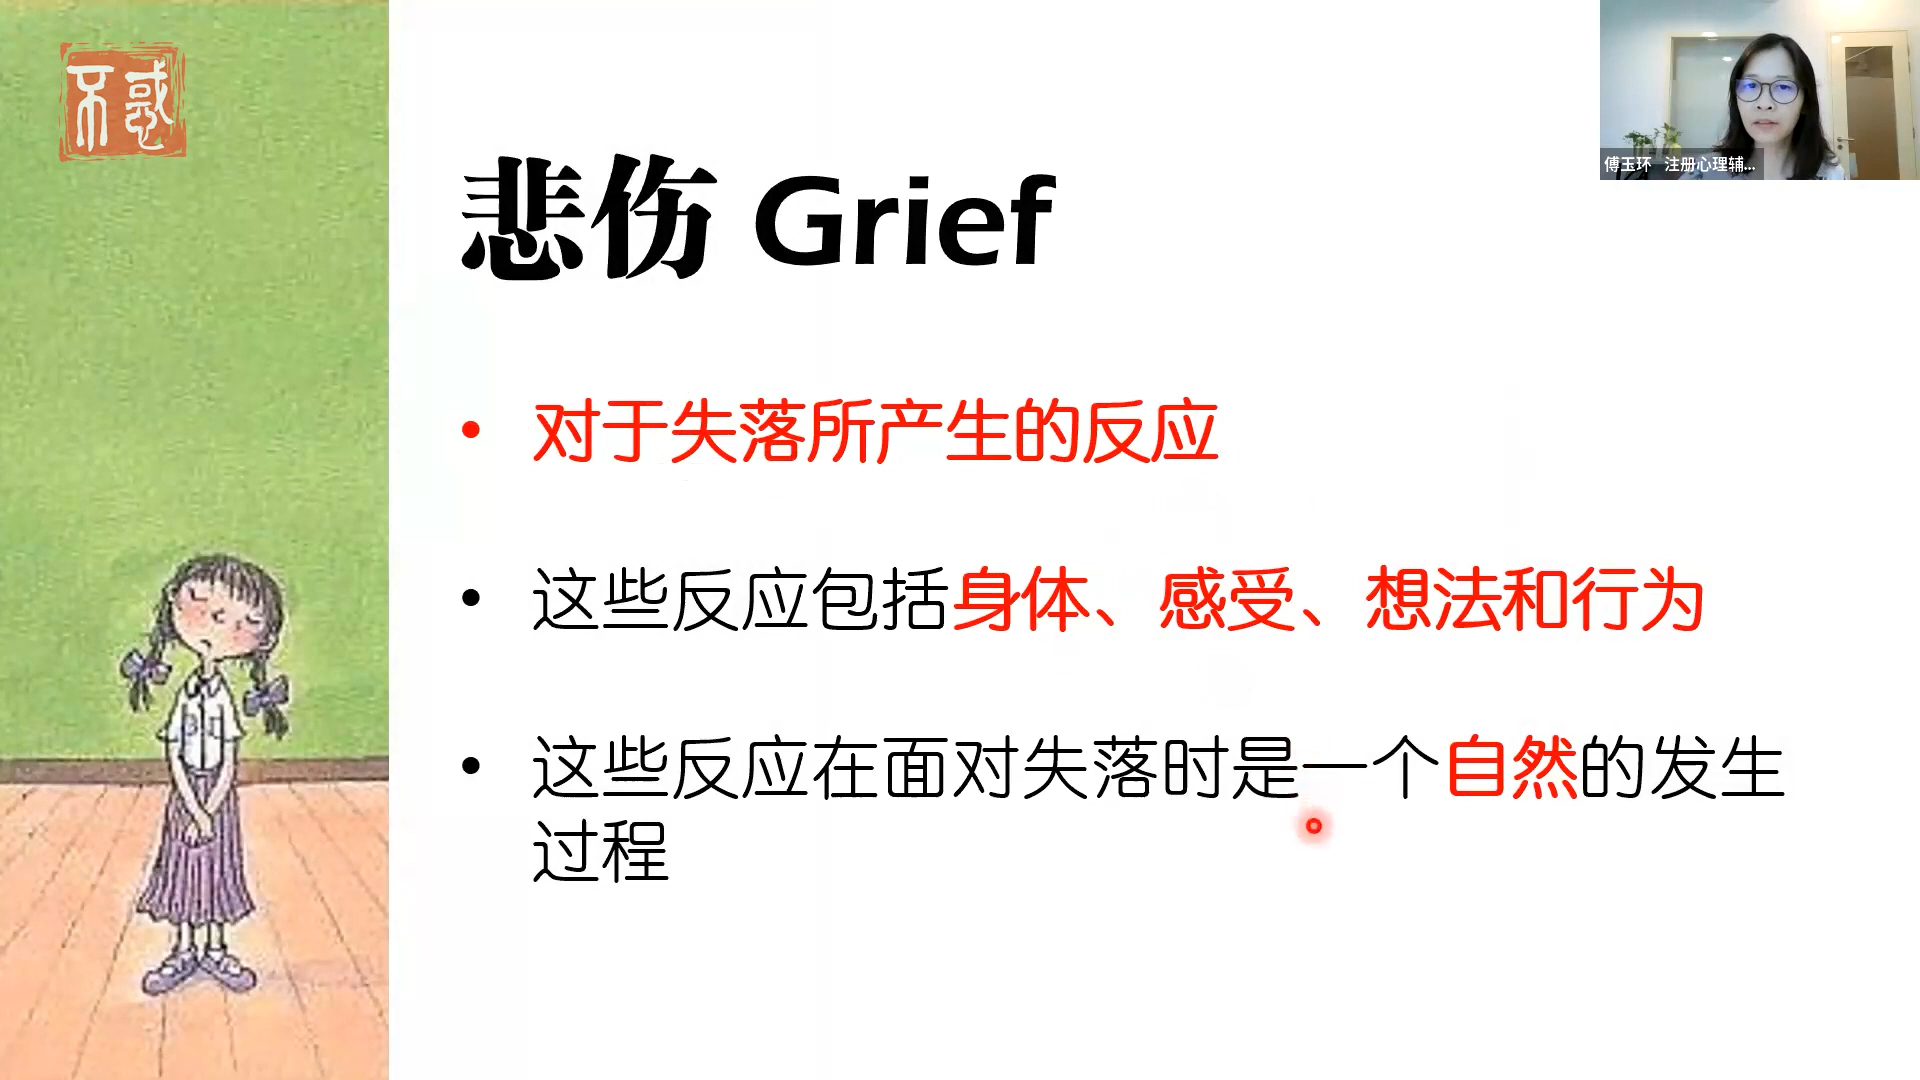 不惑
傅玉环 注册心理辅...
悲伤 Grief
• 对于失落所产生的反应
• 这些反应包括身体、感受、想法和行为
• 这些反应在面对失落时是一个自然的发生
过程